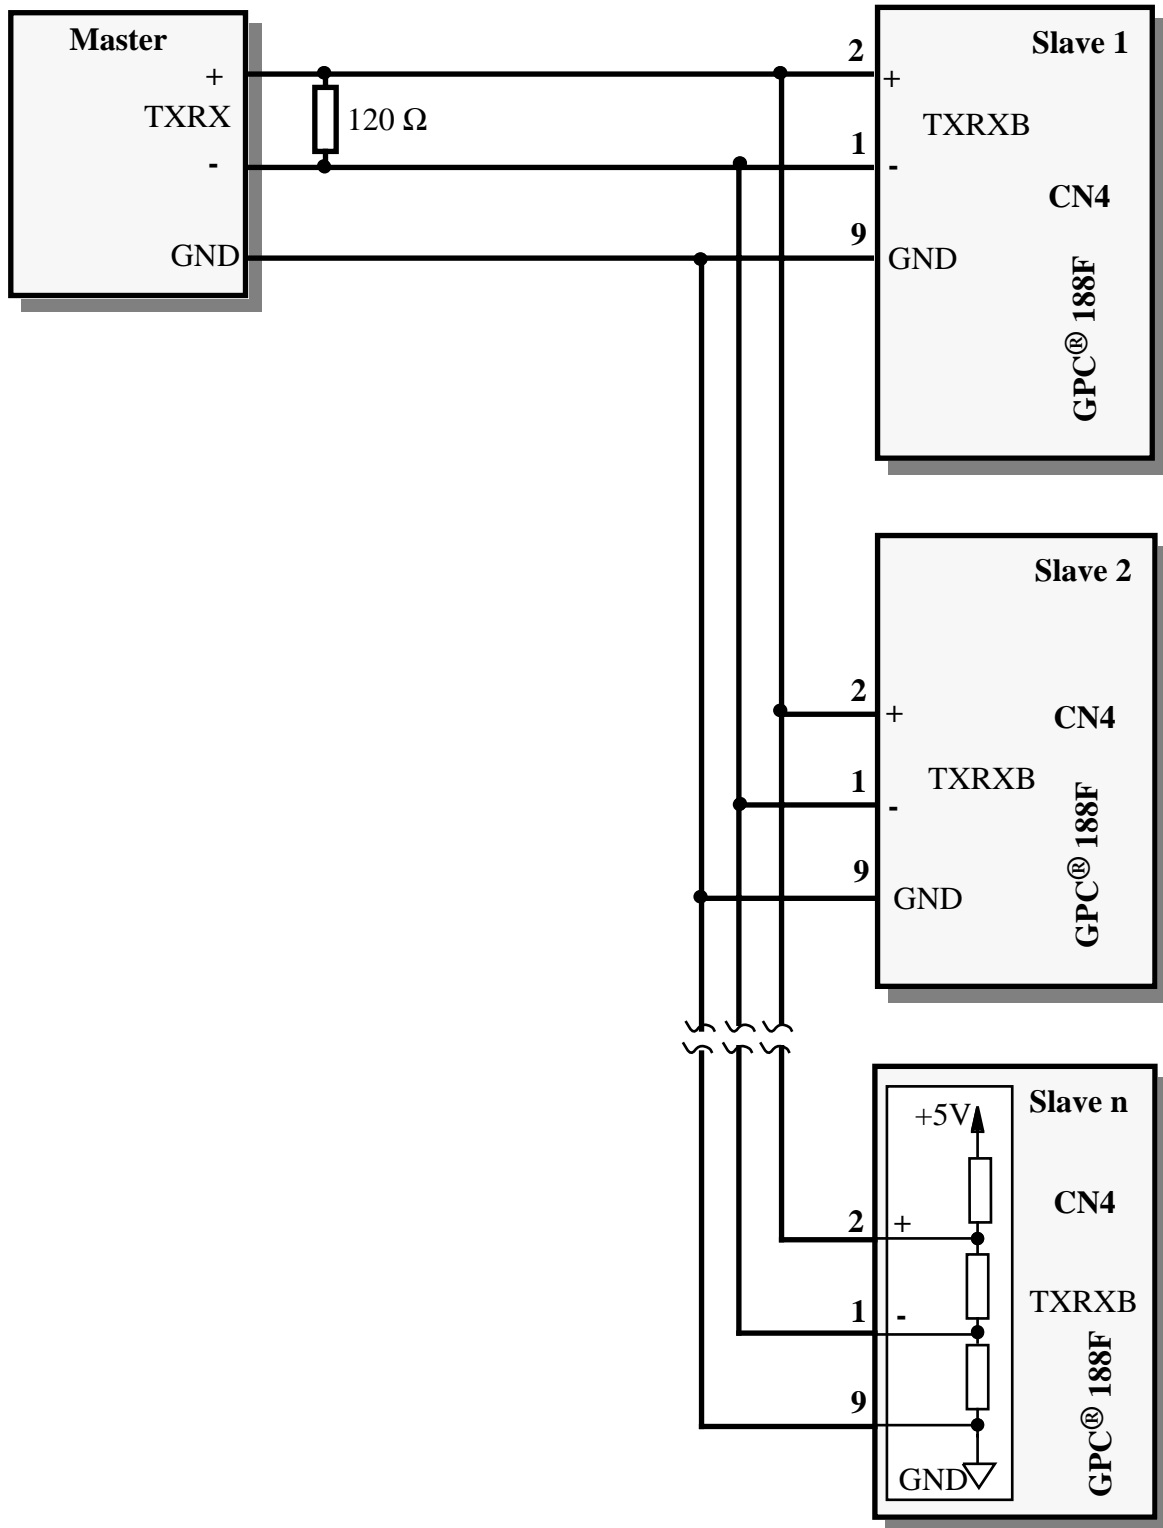 Master
+
TXRX
-
GND
120 Ω
2
1
9
Slave 1
+
TXRXB
-
CN4
GND
GPC® 188F
2
1
9
Slave 2
+
CN4
TXRXB
-
GND
GPC® 188F
2
1
9
Slave n
+5V
CN4
+
TXRXB
-
GPC® 188F
GND